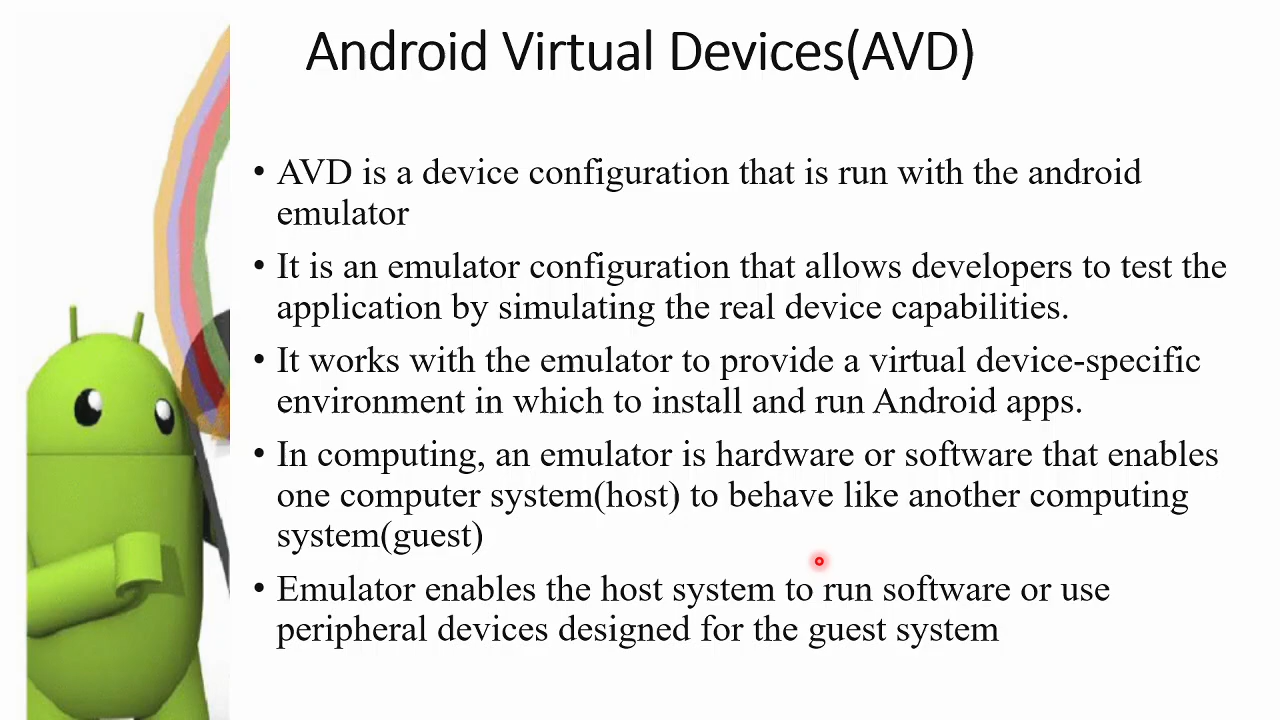 Android Virtual Devices(AVD)
• AVD is a device configuration that is run with the android
emulator
• It is an emulator configuration that allows developers to test the
application by simulating the real device capabilities.
• It works with the emulator to provide a virtual device-specific
environment in which to install and run Android apps.
• In computing, an emulator is hardware or software that enables
one computer system(host) to behave like another computing
system(guest)
• Emulator enables the host system to run software or use
peripheral devices designed for the guest system